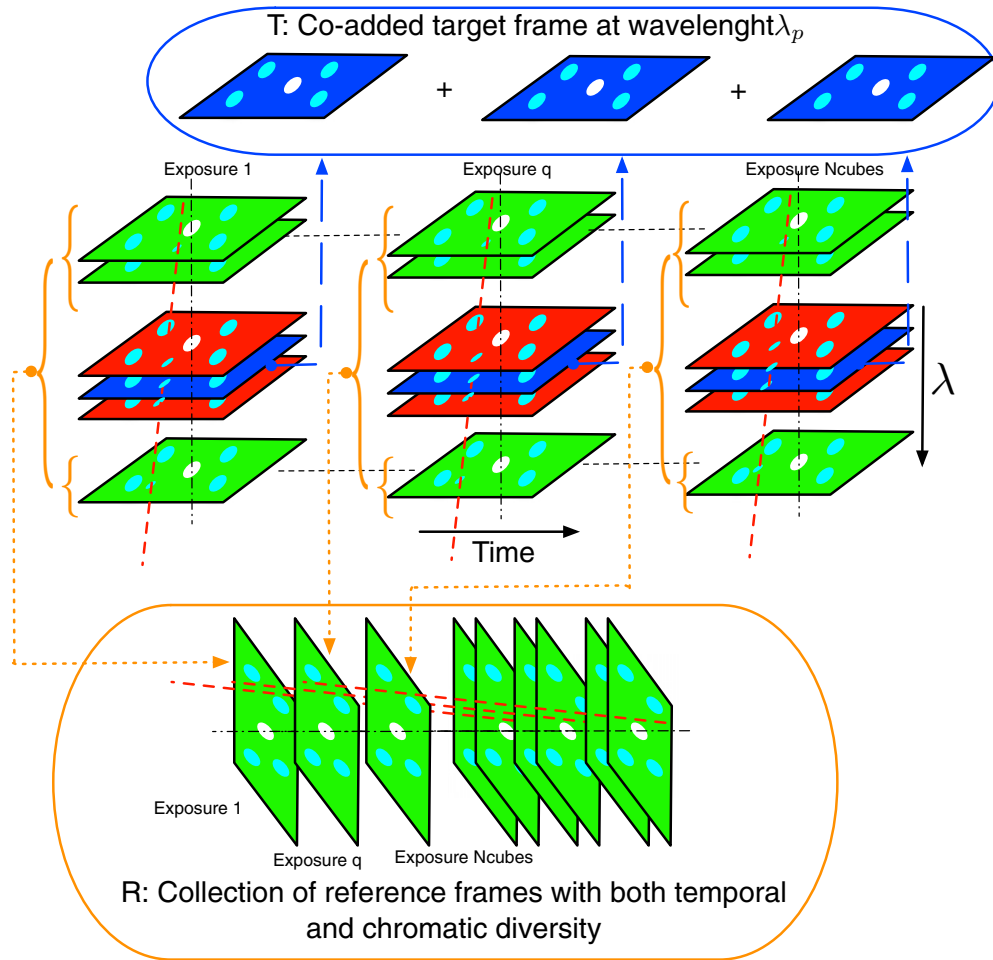 T: Co-added target frame at wavelenght λₚ
+ +
Exposure 1
Exposure q
Exposure Ncubes
λ
Time
Exposure 1
Exposure q
Exposure Ncubes
R: Collection of reference frames with both temporal
and chromatic diversity